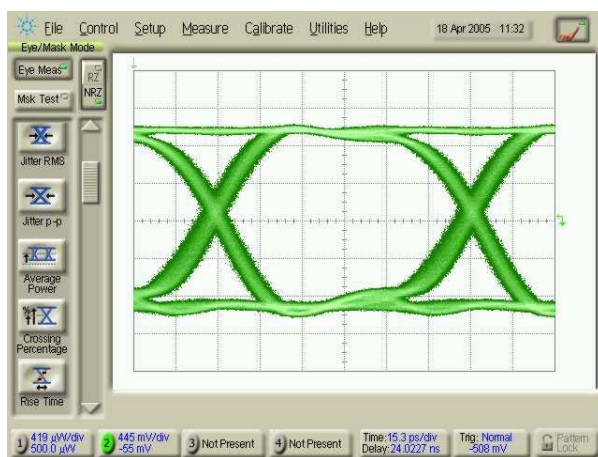 File Control Setup Measure Calibrate Utilities Help 18 Apr 2005 11:32
Eye/Mask Mode
Eye Meas
RZ
NRZ
Msk Test
Jitter RMS
Jitter p-p
Average
Power
Crossing
Percentage
Rise Time
1) 419 µW/div
500.0 µW
2) 445 mV/div
-55 mV
3) Not Present
4) Not Present
Time:15.3 ps/div
Delay:24.0227 ns
Trig: Normal
-508 mV
Pattern
Lock